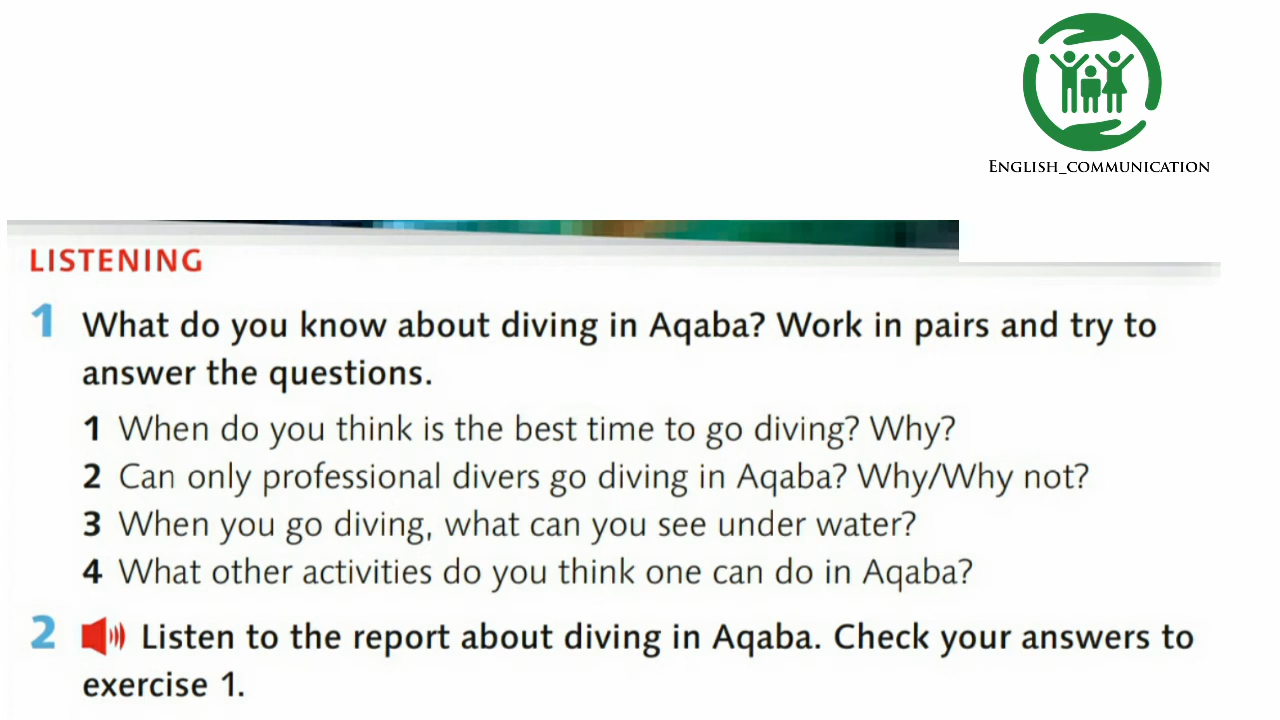 English_communication
LISTENING
1 What do you know about diving in Aqaba? Work in pairs and try to
answer the questions.
1 When do you think is the best time to go diving? Why?
2 Can only professional divers go diving in Aqaba? Why/Why not?
3 When you go diving, what can you see under water?
4 What other activities do you think one can do in Aqaba?
2 Listen to the report about diving in Aqaba. Check your answers to
exercise 1.